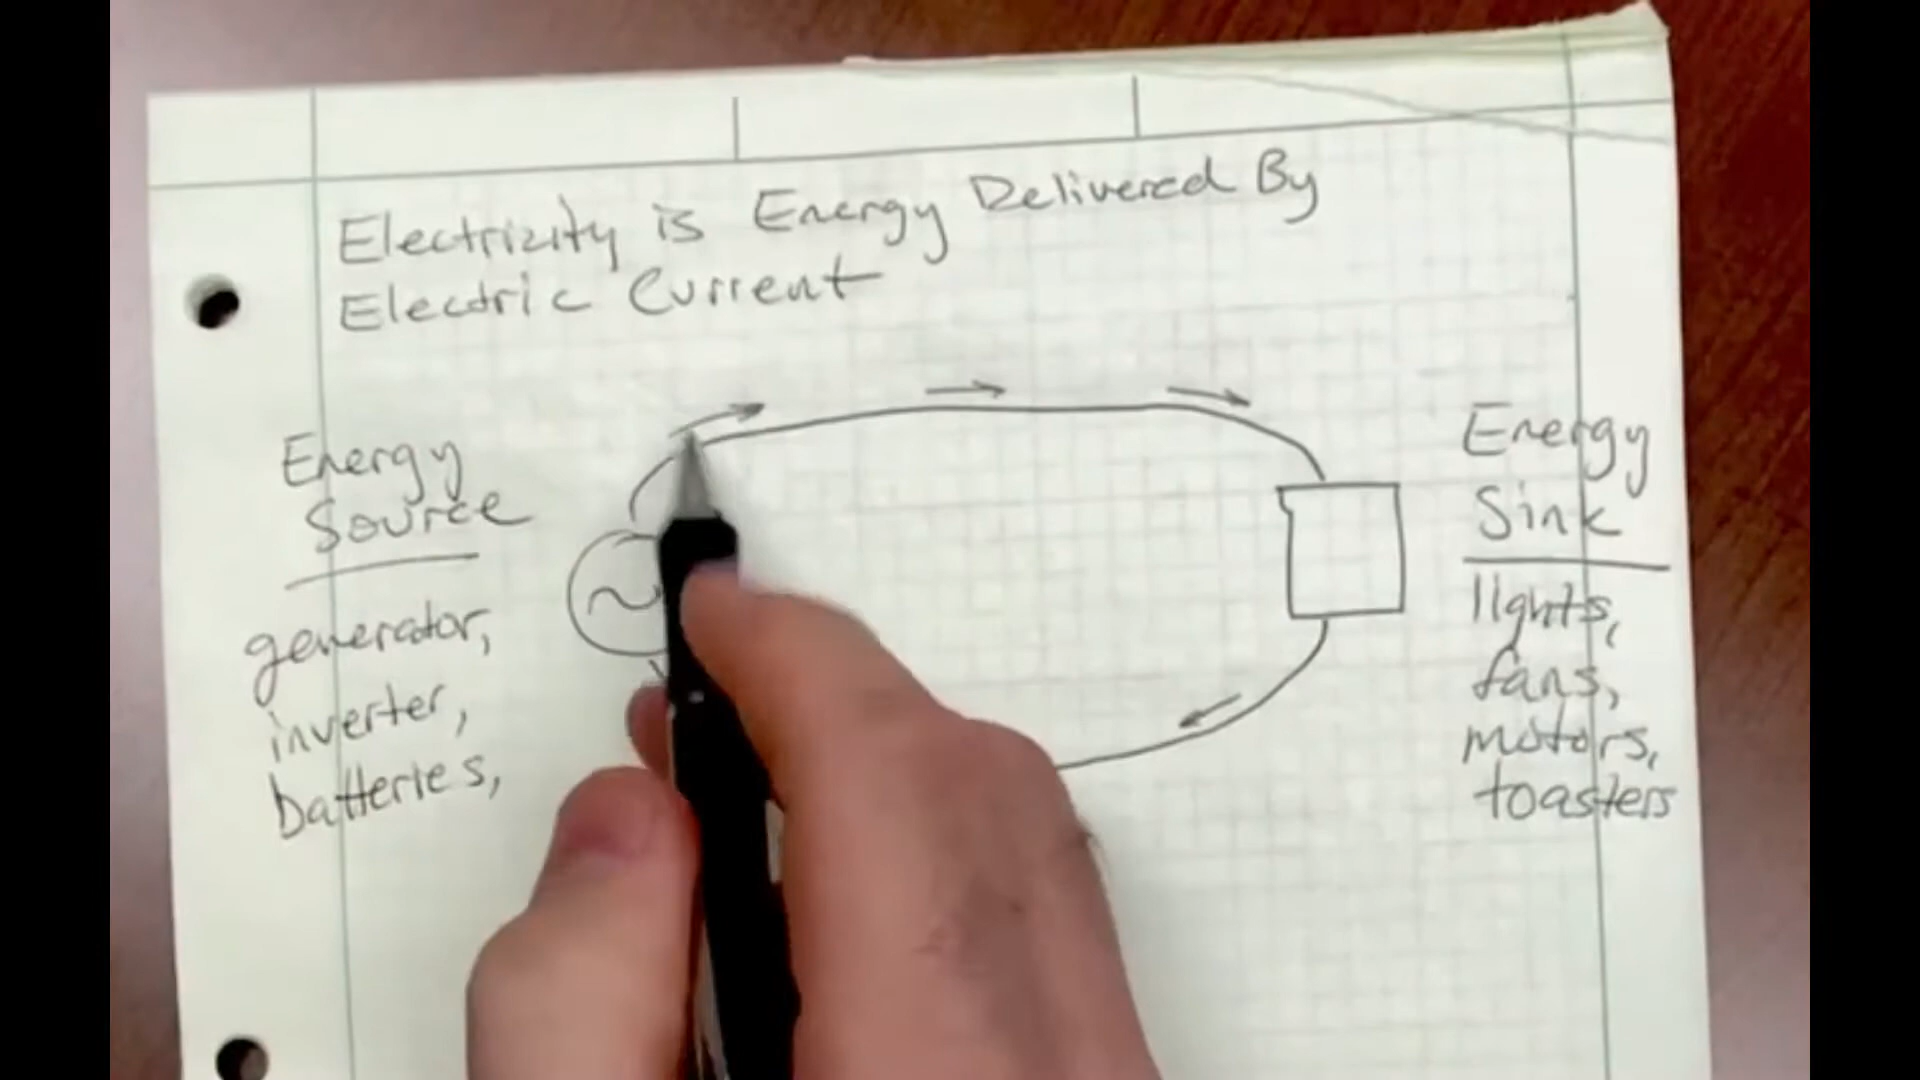 Electricity is Energy Delivered By
Electric Current
Energy
Source
generator,
inverter,
batteries,
Energy
Sink
lights,
fans,
motors,
toasters